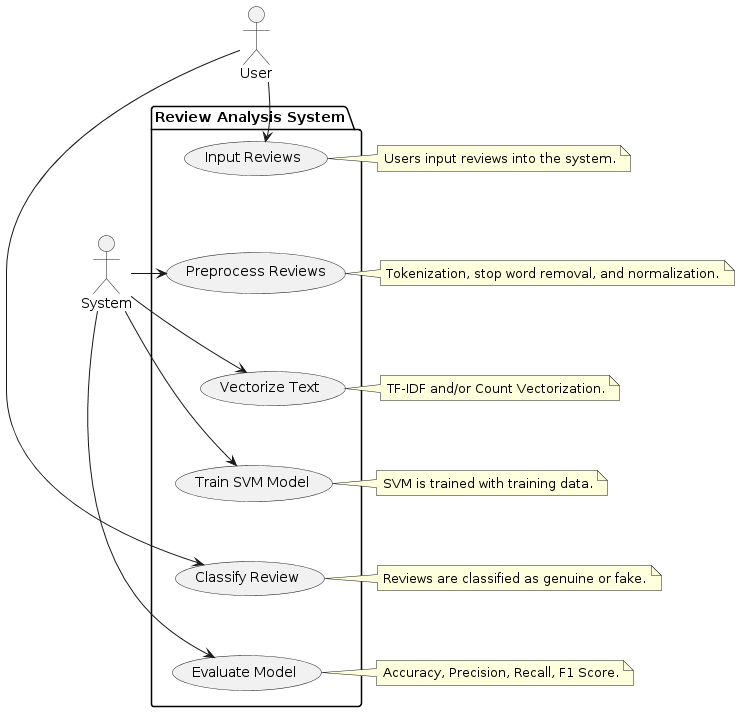 User
Review Analysis System
Input Reviews
Users input reviews into the system.
System
Preprocess Reviews
Tokenization, stop word removal, and normalization.
Vectorize Text
TF-IDF and/or Count Vectorization.
Train SVM Model
SVM is trained with training data.
Classify Review
Reviews are classified as genuine or fake.
Evaluate Model
Accuracy, Precision, Recall, F1 Score.